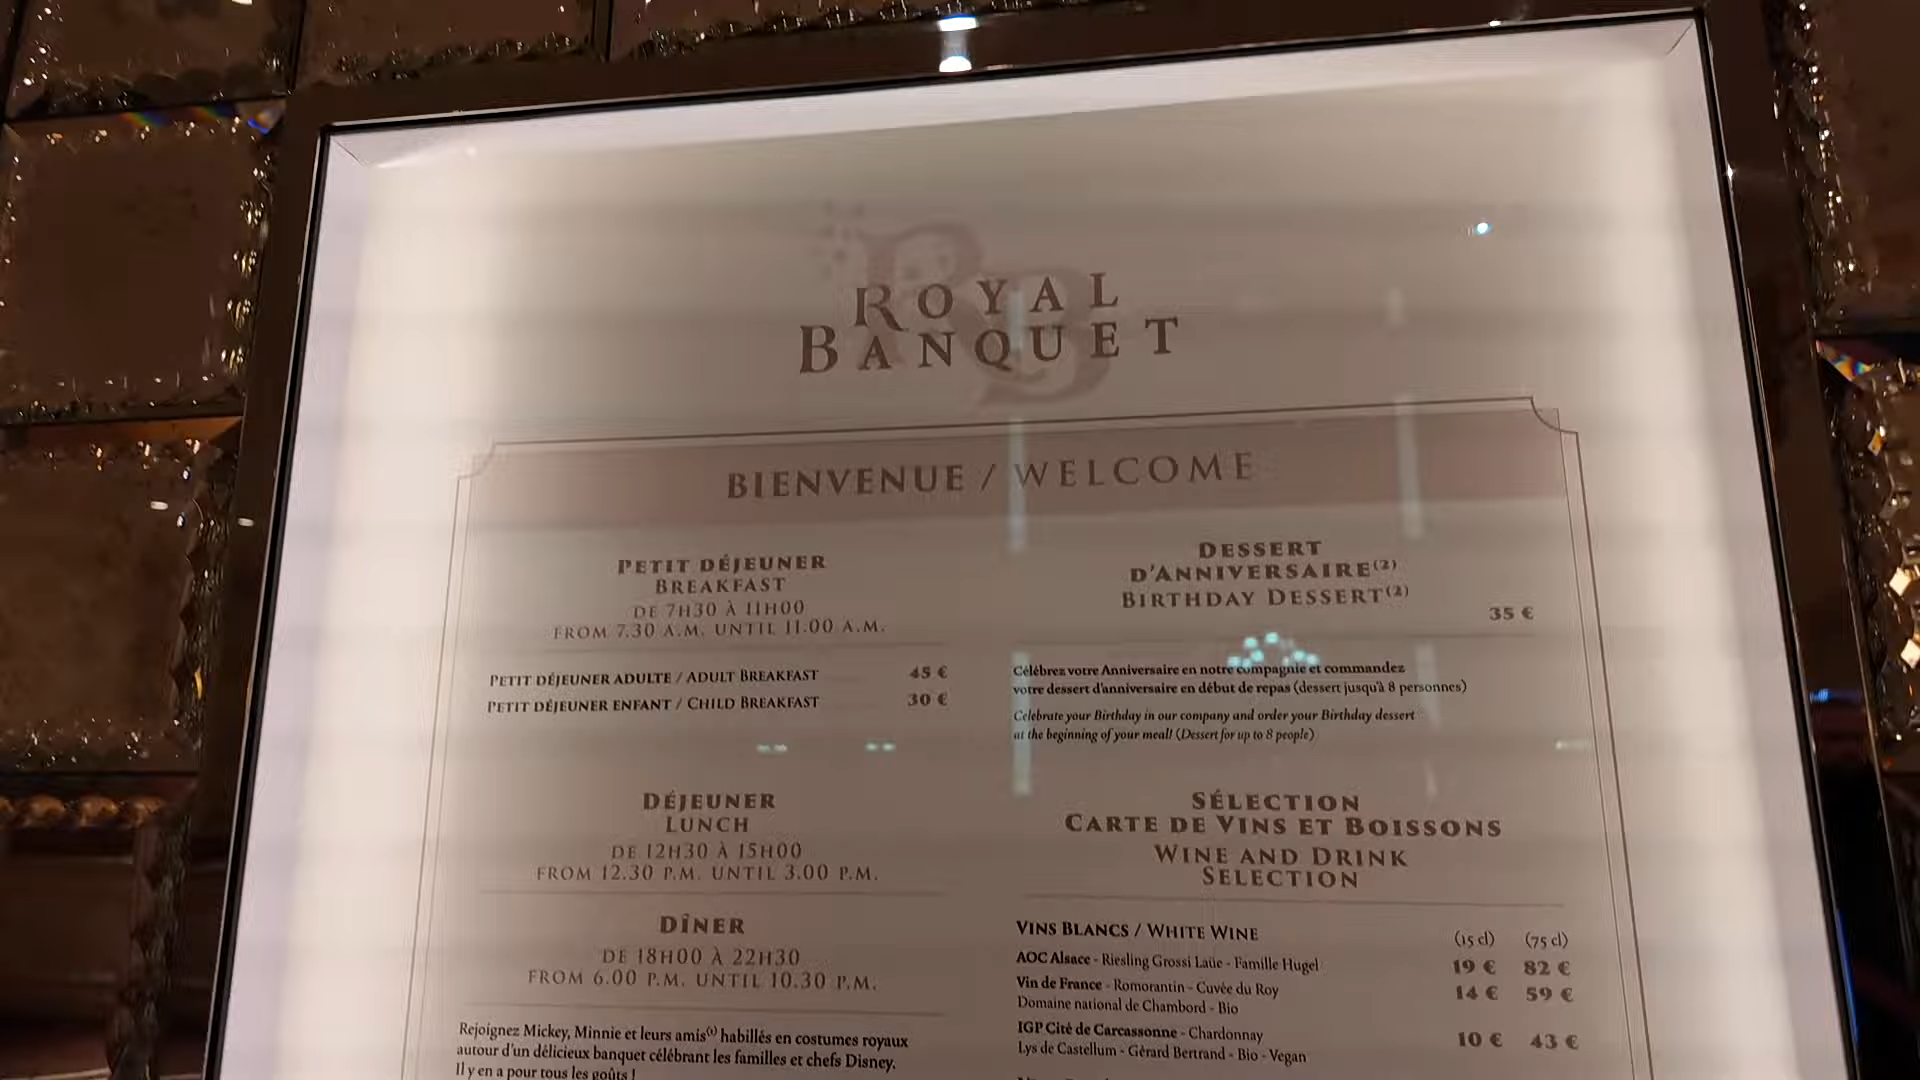 ROYAL
BANQUET
BIENVENUE / WELCOME
PETIT DÉJEUNER
BREAKFAST
DE 7H30 À 11H00
FROM 7.30 A.M. UNTIL 11.00 A.M.
PETIT DÉJEUNER ADULTE / ADULT BREAKFAST 45 €
PETIT DÉJEUNER ENFANT / CHILD BREAKFAST 30 €
DÉJEUNER
LUNCH
DE 12H30 À 15H00
FROM 12.30 P.M. UNTIL 3.00 P.M.
DÎNER
DE 18H00 À 22H30
FROM 6.00 P.M. UNTIL 10.30 P.M.
Rejoignez Mickey, Minnie et leurs amis(1) habillés en costumes royaux
autour d'un délicieux banquet célébrant les familles et chefs Disney.
Il y en a pour tous les goûts !
DESSERT
D'ANNIVERSAIRE(2)
BIRTHDAY DESSERT(2)
35 €
Célébrez votre Anniversaire en notre compagnie et commandez
votre dessert d'anniversaire en début de repas (dessert jusqu'à 8 personnes)
Celebrate your Birthday in our company and order your Birthday dessert
at the beginning of your meal! (Dessert for up to 8 people)
SÉLECTION
CARTE DE VINS ET BOISSONS
WINE AND DRINK
SELECTION
VINS BLANCS / WHITE WINE (15 cl) (75 cl)
AOC Alsace - Riesling Grossi Laüe - Famille Hugel 19 € 82 €
Vin de France - Romorantin - Cuvée du Roy 14 € 59 €
Domaine national de Chambord - Bio
IGP Cité de Carcassonne - Chardonnay 10 € 43 €
Lys de Castellum - Gérard Bertrand - Bio - Vegan